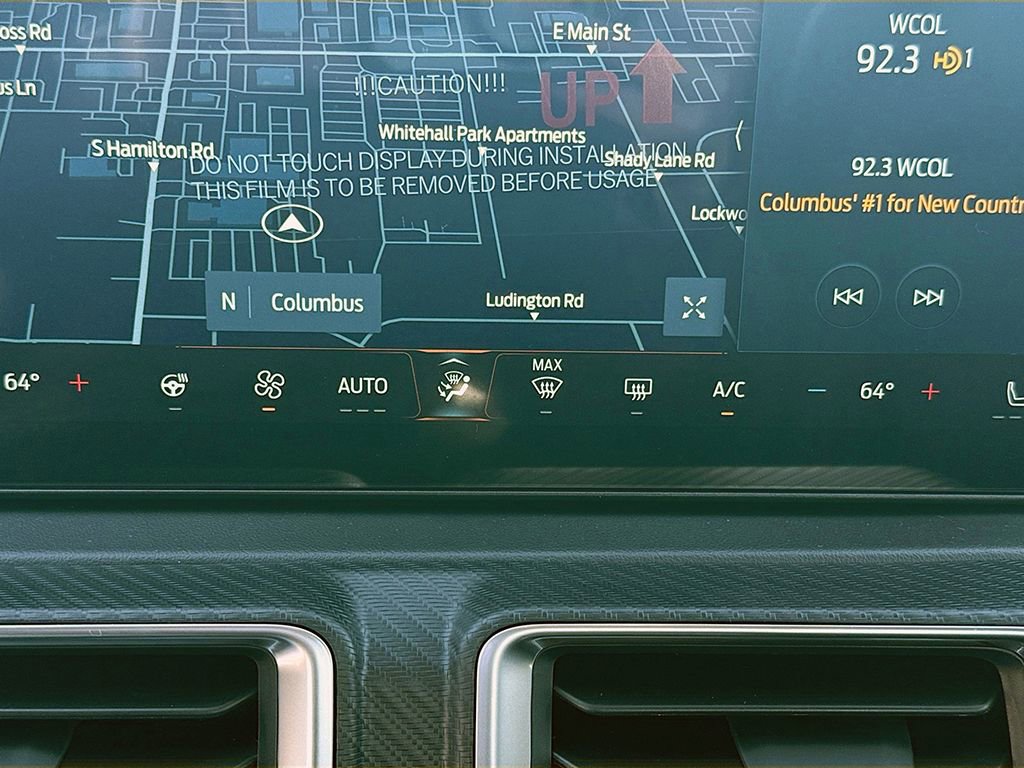 oss Rd
E Main St
WCOL
92.3 HD 1
!!!CAUTION!!!
UP
us Ln
Whitehall Park Apartments
S Hamilton Rd
DO NOT TOUCH DISPLAY DURING INSTALLATION
Shady Lane Rd
92.3 WCOL
THIS FILM IS TO BE REMOVED BEFORE USAGE
Columbus' #1 for New Countr
Lockwo
N Columbus
Ludington Rd
64° +
AUTO
MAX
A/C
− 64° +